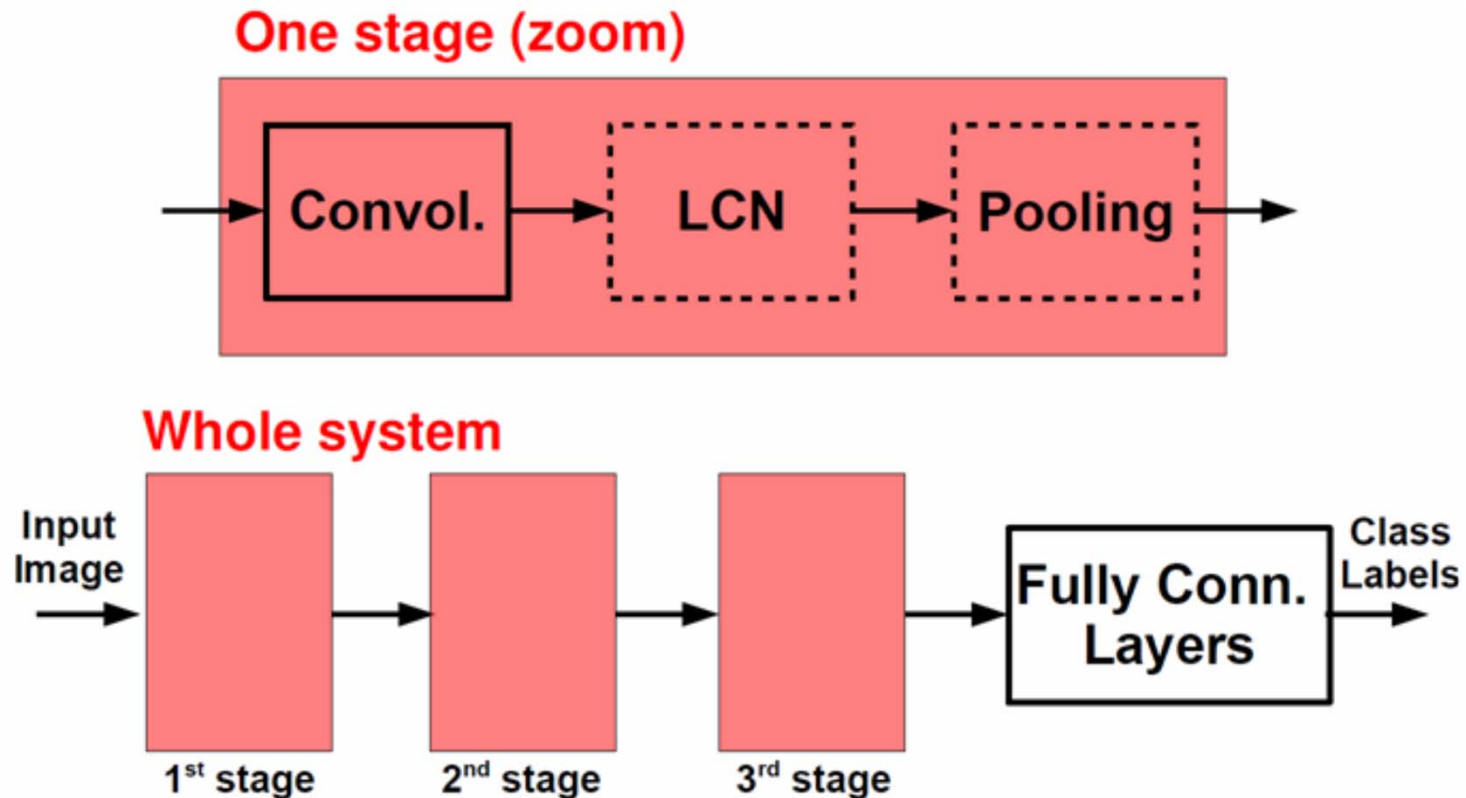 One stage (zoom)
Convol.
LCN
Pooling
Whole system
Input
Image
Fully Conn.
Layers
Class
Labels
1st stage
2nd stage
3rd stage